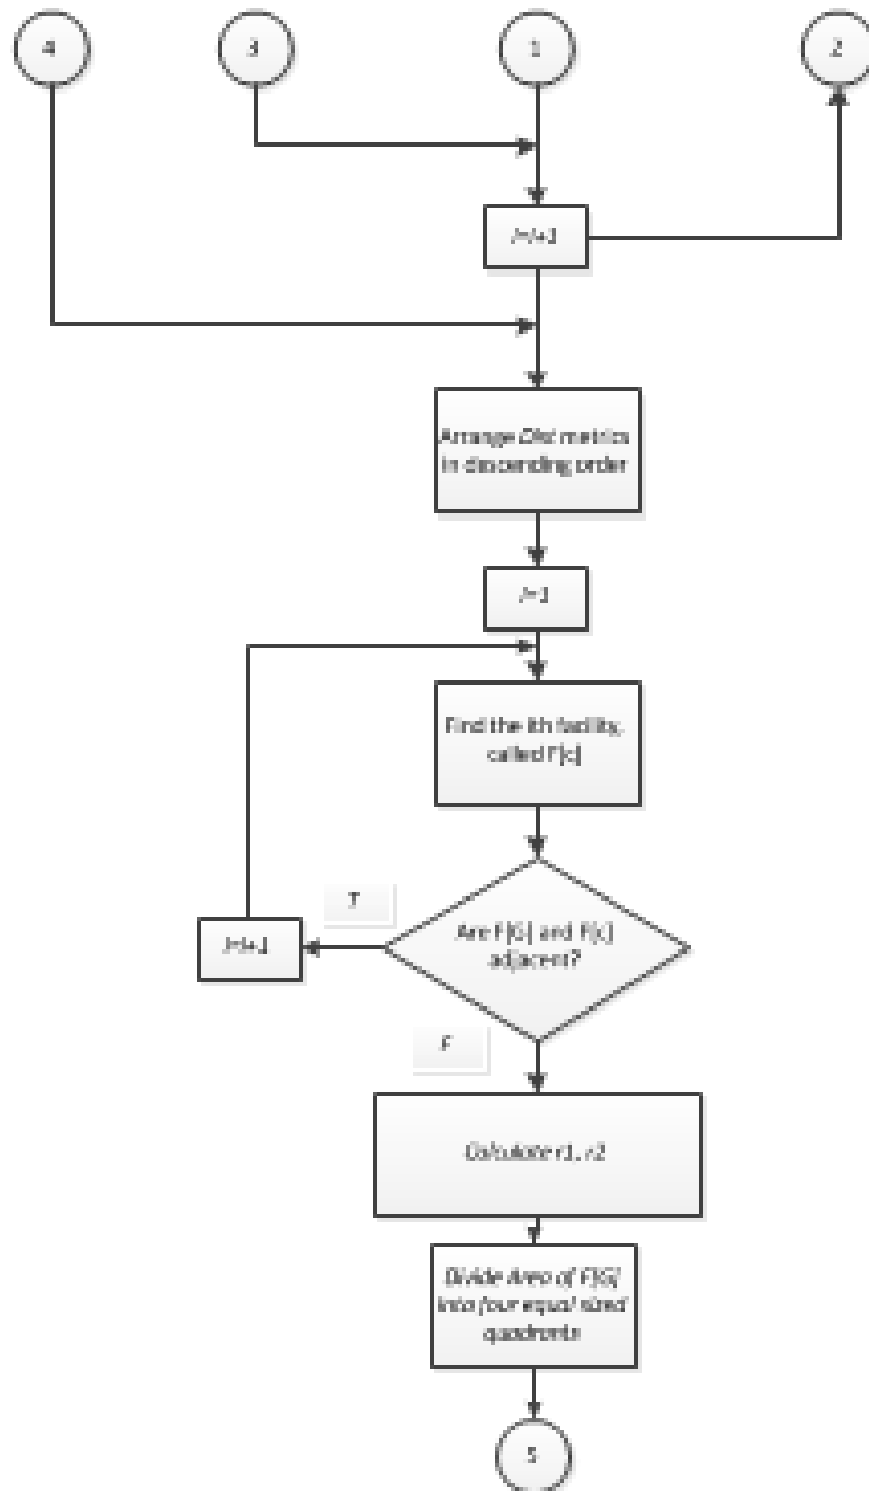 4
3
1
2
Arrange Dist metrics
in descending order
Find the ith facility,
called F[c]
T
Are F[G] and F[c]
adjacent?
F
Calculate r1, r2
Divide Area of F[G]
into four equal sized
quadrants
5